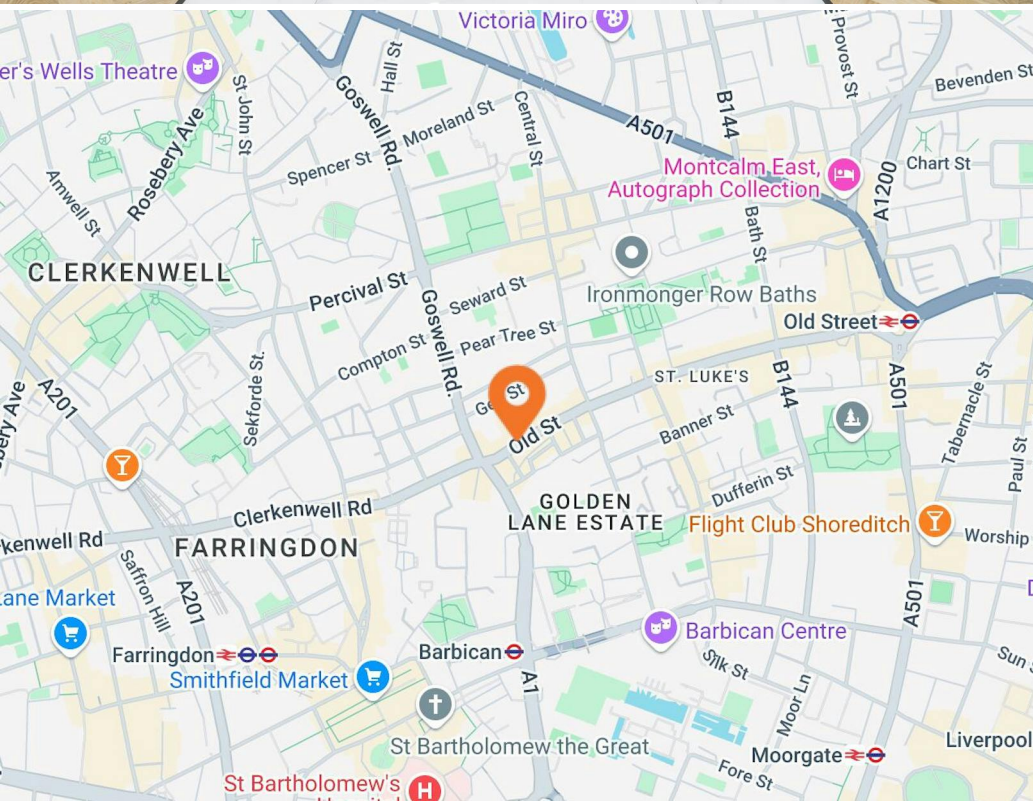 Victoria Miro
er's Wells Theatre
Hall St
Provost St
Bevenden St
Goswell Rd.
St John St
Moreland St
Central St
A501
B144
Rosebery Ave
Spencer St
Montcalm East,
Autograph Collection
A1200
Chart St
Amwell St
Bath St
CLERKENWELL
Percival St
Seward St
Ironmonger Row Baths
Goswell Rd.
Old Street
Pear Tree St
Compton St
ST. LUKE'S
B144
A501
Tabernacle St
A201
Sekforde St.
St
Old St
Banner St
Paul St
bery Ave
Dufferin St
GOLDEN
LANE ESTATE
Clerkenwell Rd
Flight Club Shoreditch
kenwell Rd
FARRINGDON
Worship
Saffron Hill
A201
A501
Lane Market
Barbican Centre
Farringdon
Barbican
Silk St
Sun S
Smithfield Market
A1
Moor Ln
St Bartholomew the Great
Liverpool
Moorgate
Fore St
St Bartholomew's
H